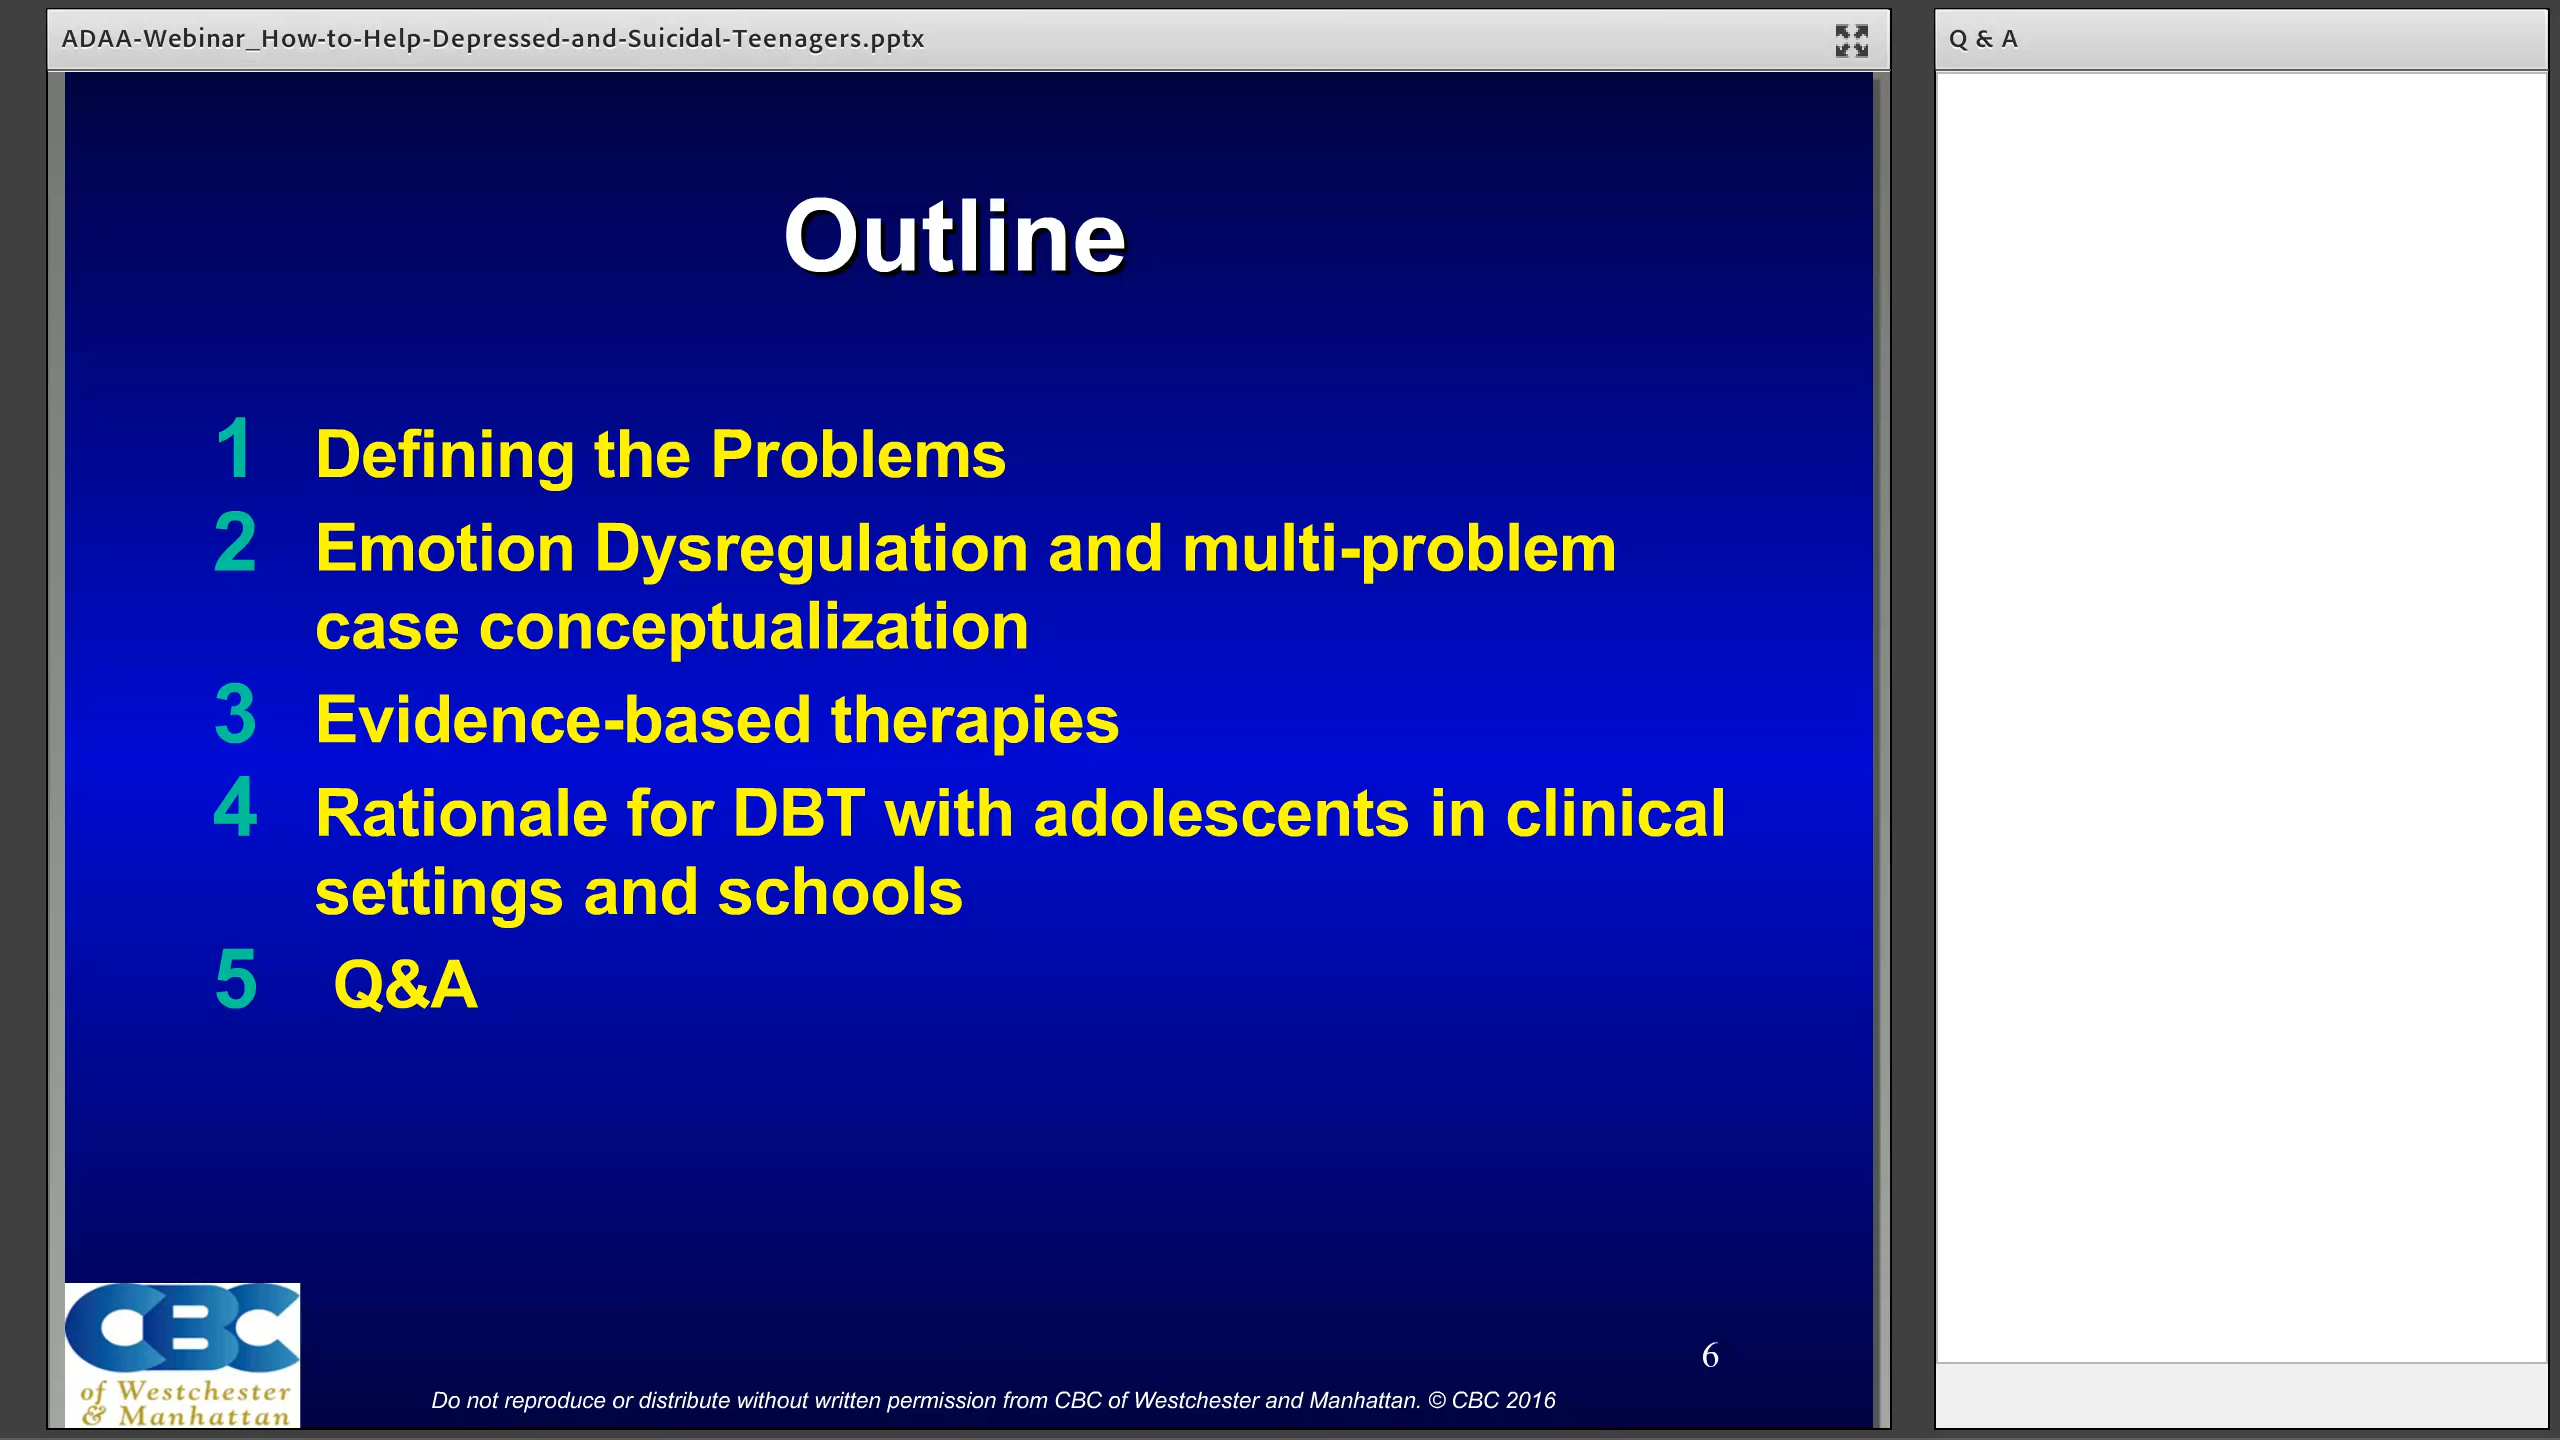 ADAA-Webinar_How-to-Help-Depressed-and-Suicidal-Teenagers.pptx
Q & A
Outline
1 Defining the Problems
2 Emotion Dysregulation and multi-problem
case conceptualization
3 Evidence-based therapies
4 Rationale for DBT with adolescents in clinical
settings and schools
5 Q&A
CBC
of Westchester
& Manhattan
6
Do not reproduce or distribute without written permission from CBC of Westchester and Manhattan. © CBC 2016